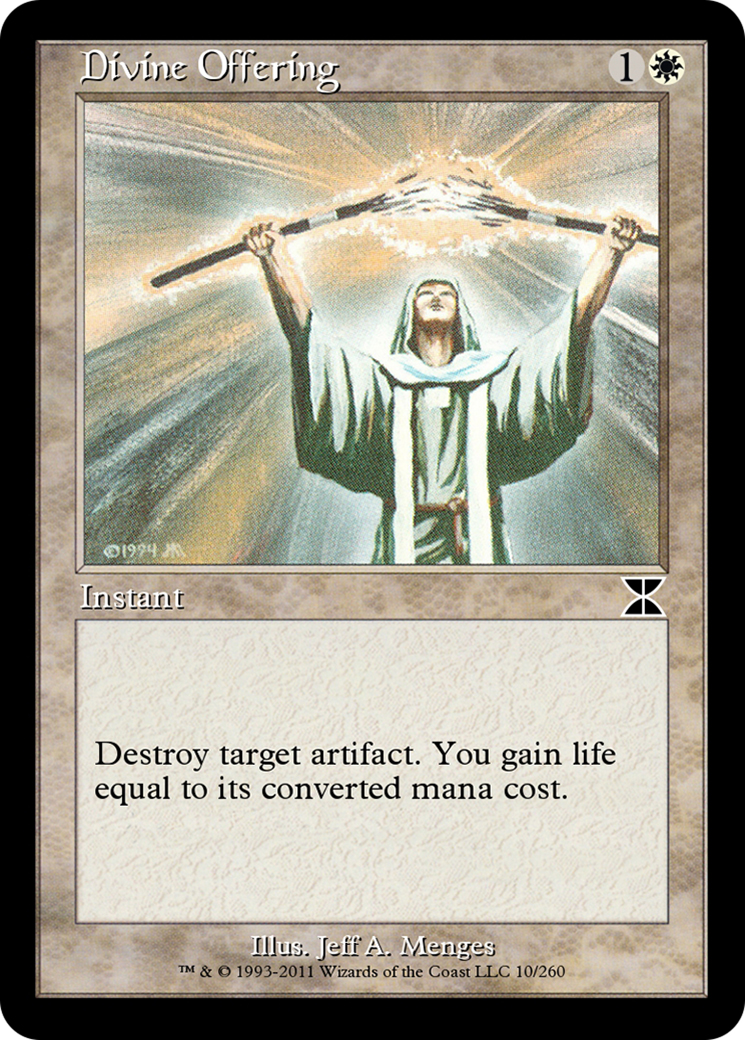 Divine Offering 1
©1994
Instant
Destroy target artifact. You gain life
equal to its converted mana cost.
Illus. Jeff A. Menges
™ & © 1993-2011 Wizards of the Coast LLC 10/260